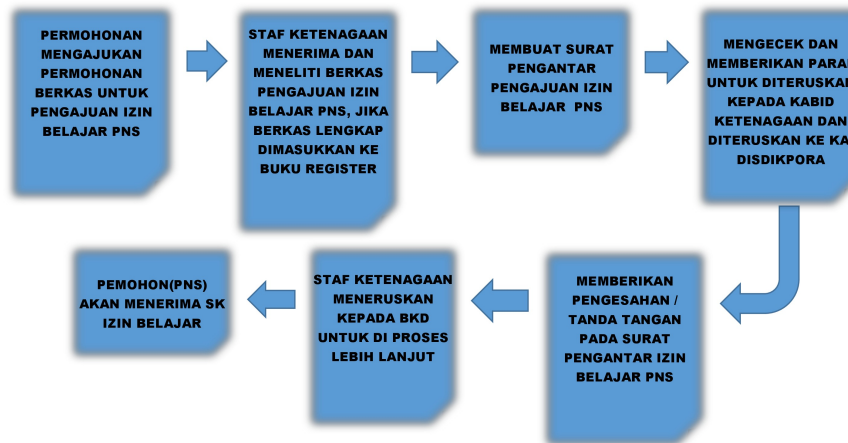 PERMOHONAN
MENGAJUKAN
PERMOHONAN
BERKAS UNTUK
PENGAJUAN IZIN
BELAJAR PNS
STAF KETENAGAAN
MENERIMA DAN
MENELITI BERKAS
PENGAJUAN IZIN
BELAJAR PNS, JIKA
BERKAS LENGKAP
DIMASUKKAN KE
BUKU REGISTER
MEMBUAT SURAT
PENGANTAR
PENGAJUAN IZIN
BELAJAR PNS
MENGECEK DAN
MEMBERIKAN PARAF
UNTUK DITERUSKAN
KEPADA KABID
KETENAGAAN DAN
DITERUSKAN KE KA
DISDIKPORA
MEMBERIKAN
PENGESAHAN /
TANDA TANGAN
PADA SURAT
PENGANTAR IZIN
BELAJAR PNS
STAF KETENAGAAN
MENERUSKAN
KEPADA BKD
UNTUK DI PROSES
LEBIH LANJUT
PEMOHON(PNS)
AKAN MENERIMA SK
IZIN BELAJAR